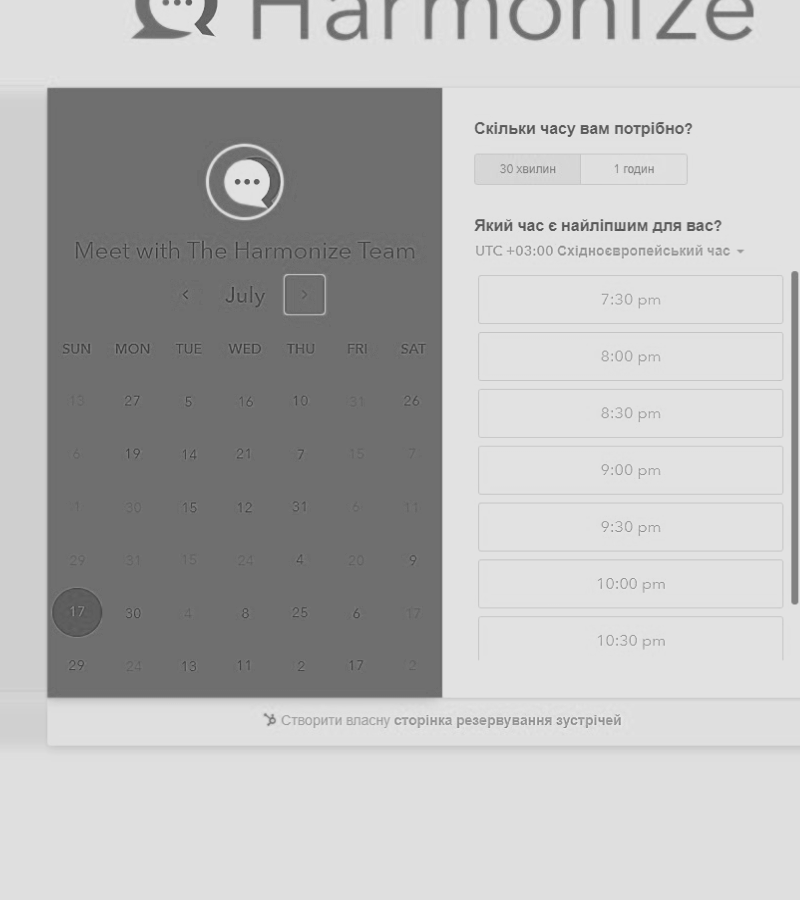 Harmonize
Meet with The Harmonize Team
July
SUN MON TUE WED THU FRI SAT
13 27 5 16 10 31 26
6 19 14 21 7 15 7
1 30 15 12 31 6 11
29 31 15 24 4 20 9
17 30 4 8 25 6 17
29 24 13 11 2 17 2
Скільки часу вам потрібно?
30 хвилин 1 годин
Який час є найліпшим для вас?
UTC +03:00 Східноєвропейський час
7:30 pm
8:00 pm
8:30 pm
9:00 pm
9:30 pm
10:00 pm
10:30 pm
Створити власну сторінка резервування зустрічей